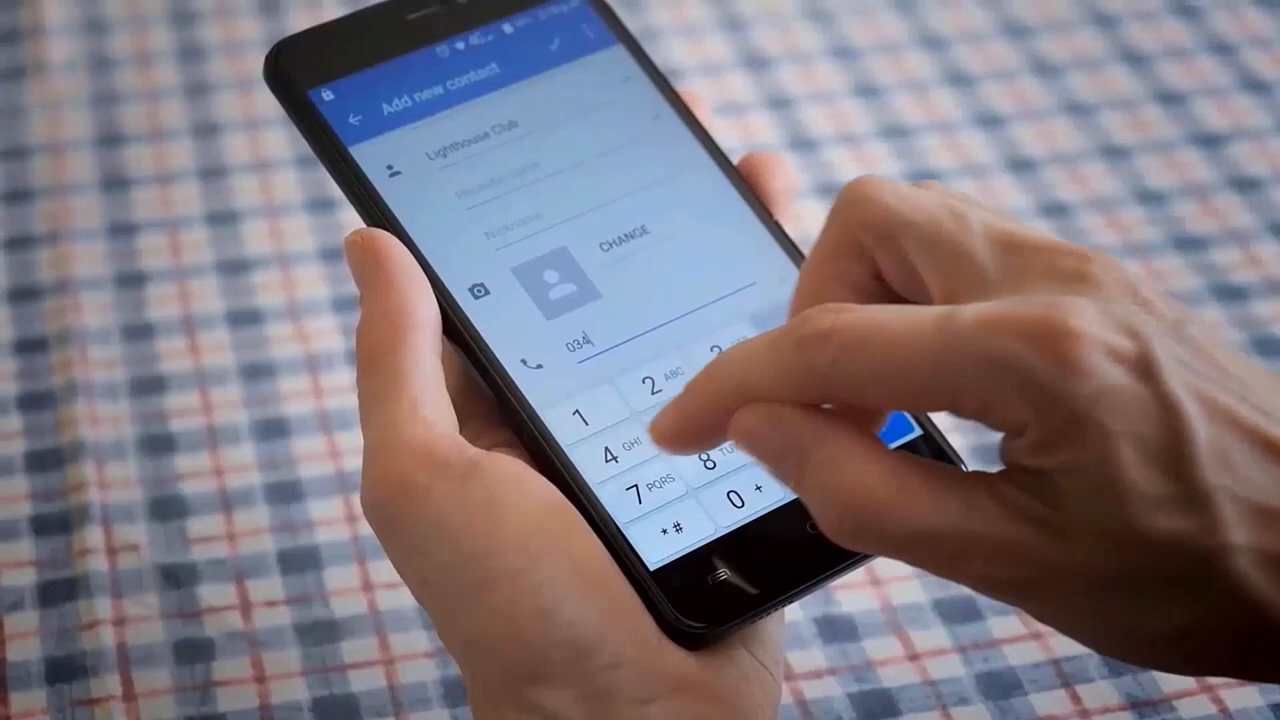 Add new contact
Lighthouse Club
Nickname
CHANGE
034
1
2 ABC
3
4 GHI
7 PQRS
8 TU
* #
0 +